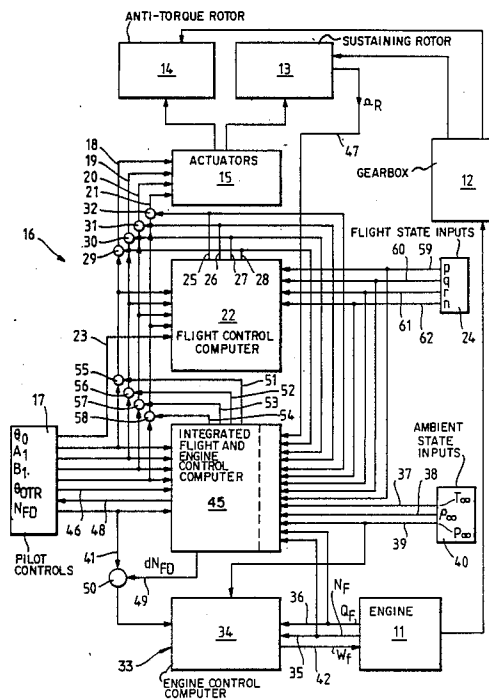 ANTI-TORQUE ROTOR
SUSTAINING ROTOR
14
13
Ω R
47
18
19
20
21
ACTUATORS
15
GEARBOX
12
32
31
30
29
16
FLIGHT STATE INPUTS
25 26 27 28
60 59
p
q
r
n
24
22
FLIGHT CONTROL COMPUTER
61 62
23
55
56
57
58
51
52
53
54
17
θ0
A1
B1
θOTR
NFD
PILOT CONTROLS
INTEGRATED FLIGHT AND ENGINE CONTROL COMPUTER
45
AMBIENT STATE INPUTS
37 38
T∞
ρ∞
P∞
39
40
46
48
41
50
dNFD
49
NF
36
QF
ENGINE
11
34
35
Wf
42
33
ENGINE CONTROL COMPUTER